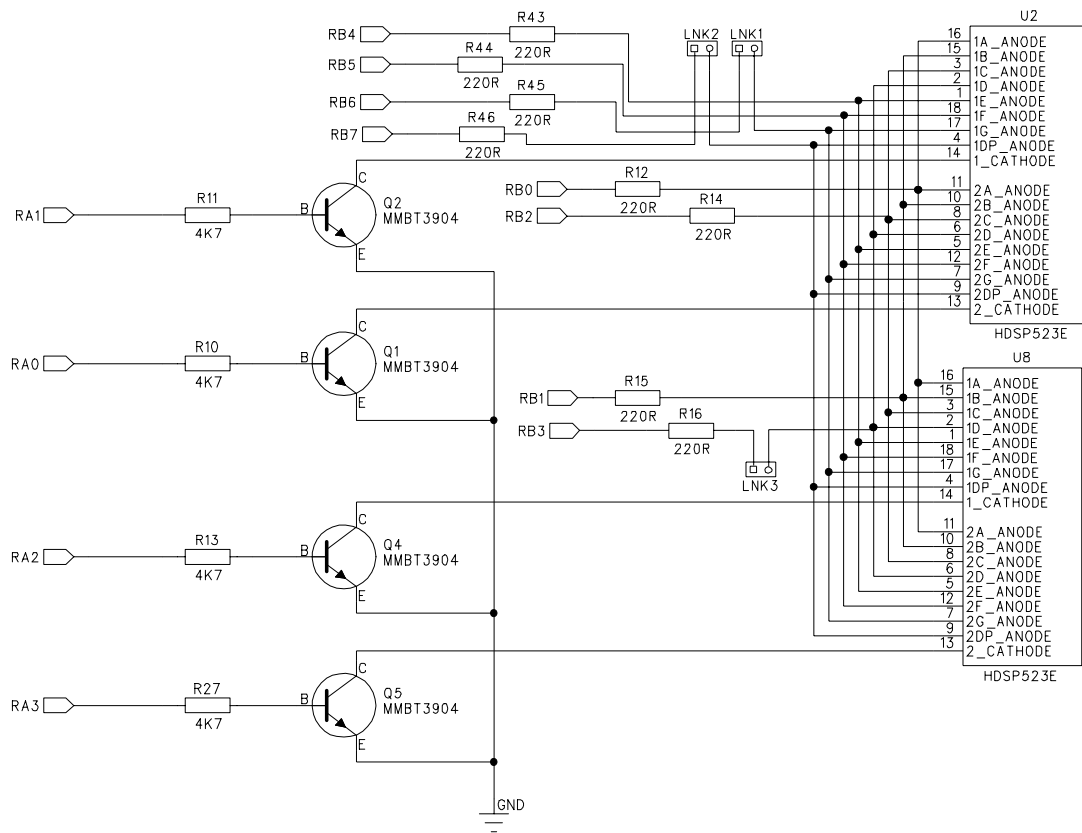 U2
RB4
R43
220R
RB5
R44
220R
RB6
R45
220R
RB7
R46
220R
LNK2
LNK1
16 1A_ANODE
15 1B_ANODE
3 1C_ANODE
2 1D_ANODE
1 1E_ANODE
18 1F_ANODE
17 1G_ANODE
4 1DP_ANODE
14 1_CATHODE
11 2A_ANODE
10 2B_ANODE
8 2C_ANODE
6 2D_ANODE
5 2E_ANODE
12 2F_ANODE
7 2G_ANODE
9 2DP_ANODE
13 2_CATHODE
HDSP523E
RB0
R12
220R
RB2
R14
220R
RA1
R11
4K7
B
C
E
Q2
MMBT3904
RA0
R10
4K7
B
C
E
Q1
MMBT3904
U8
RB1
R15
220R
RB3
R16
220R
LNK3
16 1A_ANODE
15 1B_ANODE
3 1C_ANODE
2 1D_ANODE
1 1E_ANODE
18 1F_ANODE
17 1G_ANODE
4 1DP_ANODE
14 1_CATHODE
11 2A_ANODE
10 2B_ANODE
8 2C_ANODE
6 2D_ANODE
5 2E_ANODE
12 2F_ANODE
7 2G_ANODE
9 2DP_ANODE
13 2_CATHODE
HDSP523E
RA2
R13
4K7
B
C
E
Q4
MMBT3904
RA3
R27
4K7
B
C
E
Q5
MMBT3904
GND